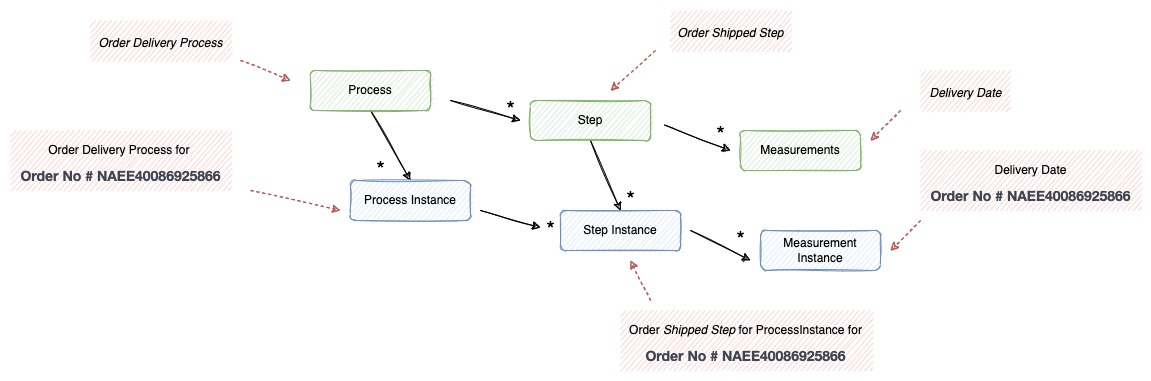 Order Delivery Process
Order Shipped Step
Process
*
Step
*
Delivery Date
Measurements
Order Delivery Process for
Order No # NAEE40086925866
*
Process Instance
*
*
Step Instance
*
Measurement
Instance
Delivery Date
Order No # NAEE40086925866
Order Shipped Step for ProcessInstance for
Order No # NAEE40086925866